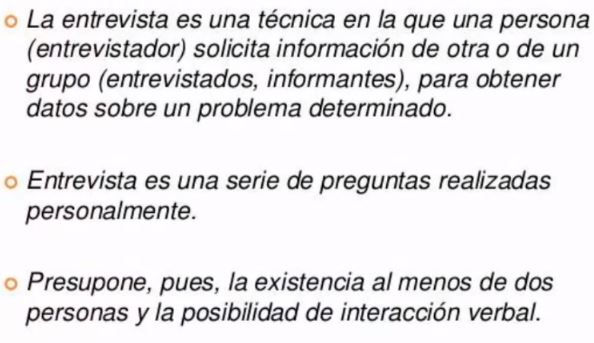 La entrevista es una técnica en la que una persona
(entrevistador) solicita información de otra o de un
grupo (entrevistados, informantes), para obtener
datos sobre un problema determinado.
Entrevista es una serie de preguntas realizadas
personalmente.
Presupone, pues, la existencia al menos de dos
personas y la posibilidad de interacción verbal.